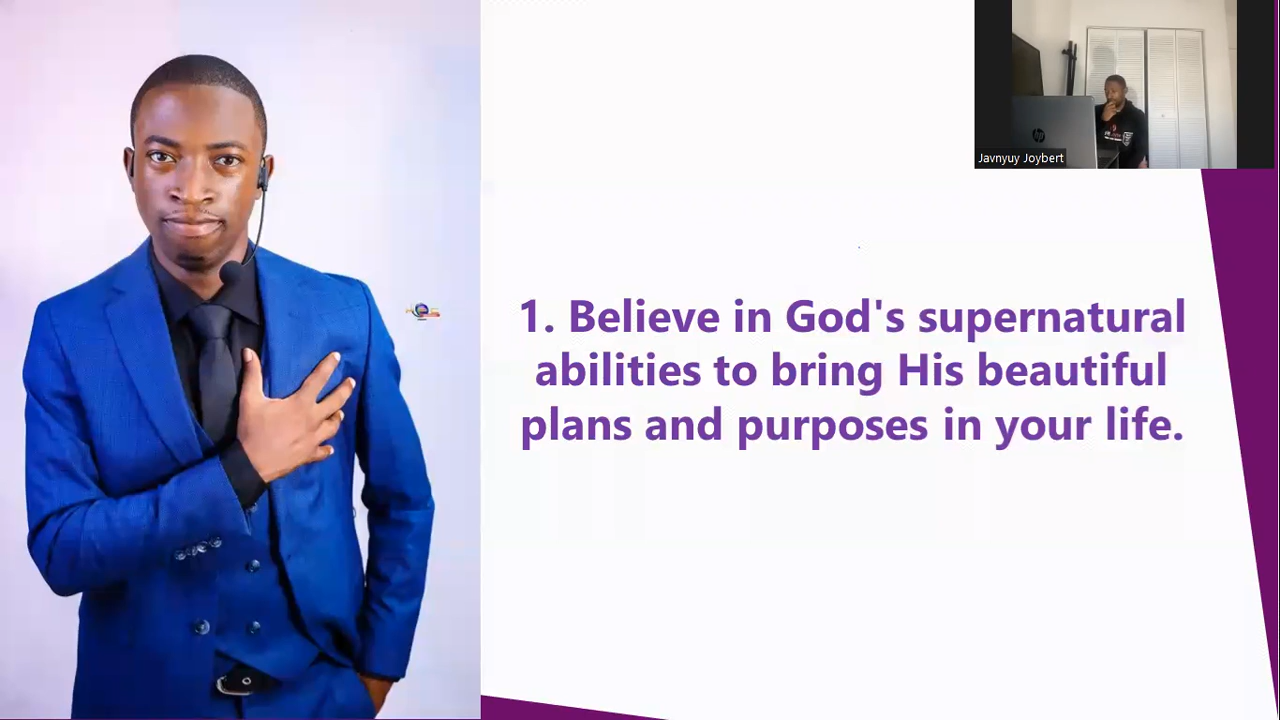 Javnyuy Joybert
1. Believe in God's supernatural
abilities to bring His beautiful
plans and purposes in your life.